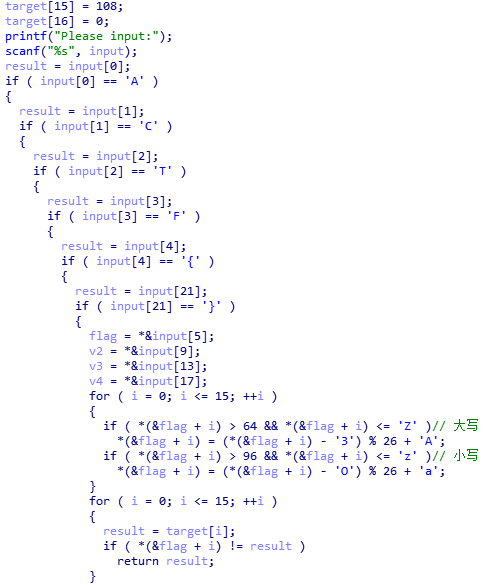 target[15] = 108;
target[16] = 0;
printf("Please input:");
scanf("%s", input);
result = input[0];
if ( input[0] == 'A' )
{
result = input[1];
if ( input[1] == 'C' )
{
result = input[2];
if ( input[2] == 'T' )
{
result = input[3];
if ( input[3] == 'F' )
{
result = input[4];
if ( input[4] == '{' )
{
result = input[21];
if ( input[21] == '}' )
{
flag = *&input[5];
v2 = *&input[9];
v3 = *&input[13];
v4 = *&input[17];
for ( i = 0; i <= 15; ++i )
{
if ( *(&flag + i) > 64 && *(&flag + i) <= 'Z' )// 大写
*(&flag + i) = (*(&flag + i) - '3') % 26 + 'A';
if ( *(&flag + i) > 96 && *(&flag + i) <= 'z' )// 小写
*(&flag + i) = (*(&flag + i) - 'O') % 26 + 'a';
}
for ( i = 0; i <= 15; ++i )
{
result = target[i];
if ( *(&flag + i) != result )
return result;
}